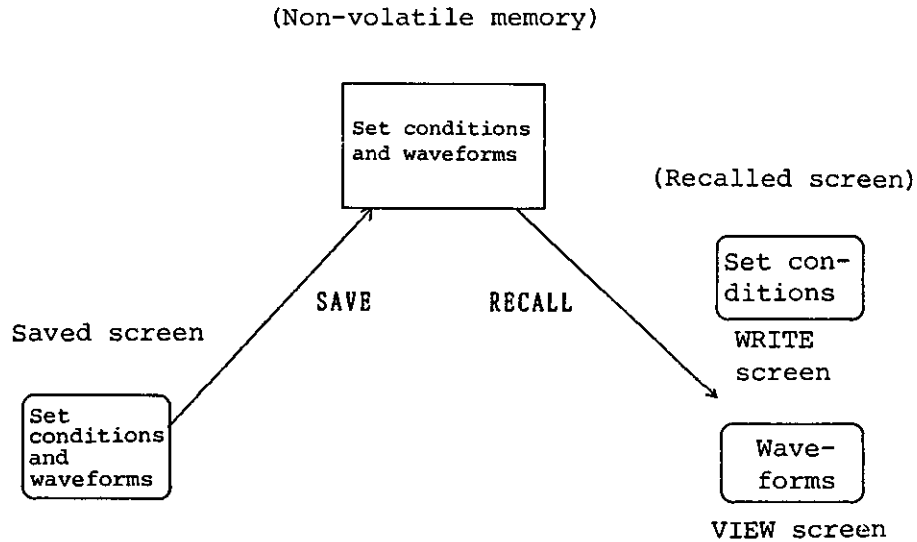 (Non-volatile memory)
Set conditions
and waveforms
(Recalled screen)
Set con-
ditions
SAVE
RECALL
Saved screen
WRITE
screen
Set
conditions
and
waveforms
Wave-
forms
VIEW screen